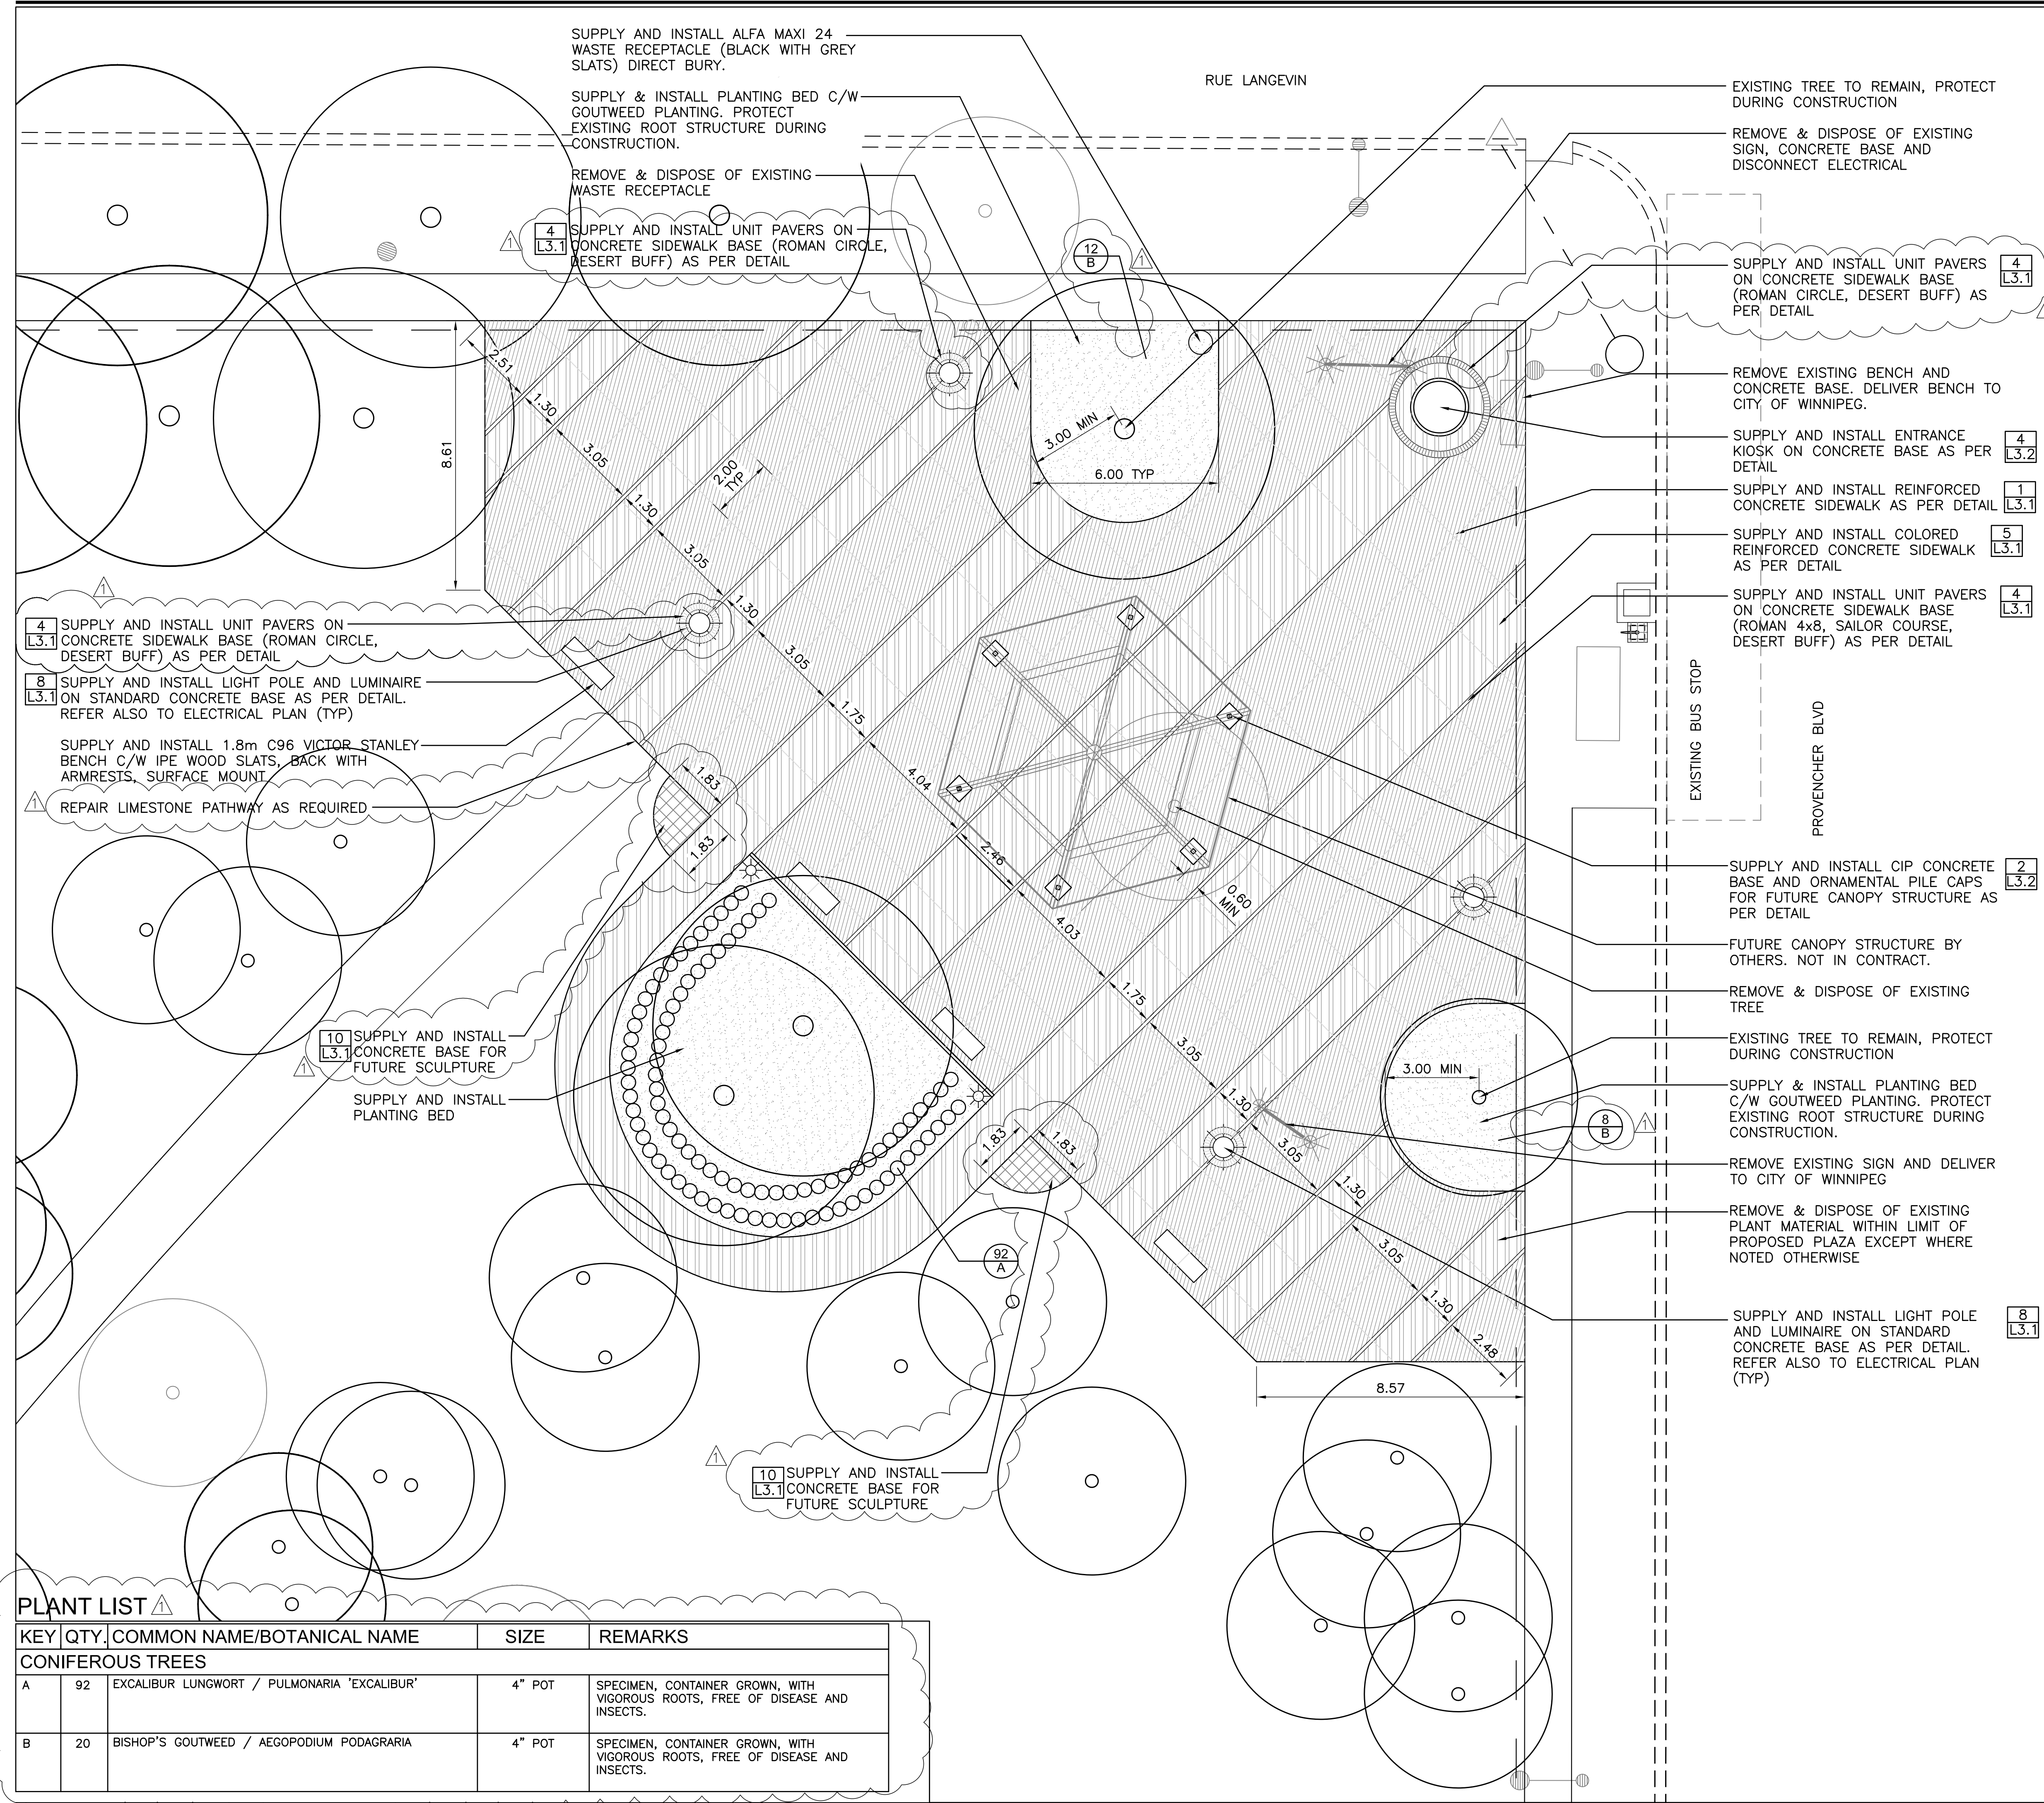 SUPPLY AND INSTALL ALFA MAXI 24
WASTE RECEPTACLE (BLACK WITH GREY
SLATS) DIRECT BURY.
SUPPLY & INSTALL PLANTING BED C/W
GOUTWEED PLANTING. PROTECT
EXISTING ROOT STRUCTURE DURING
CONSTRUCTION.
REMOVE & DISPOSE OF EXISTING
WASTE RECEPTACLE
1
4
L3.1
SUPPLY AND INSTALL UNIT PAVERS ON
CONCRETE SIDEWALK BASE (ROMAN CIRCLE,
DESERT BUFF) AS PER DETAIL
12
B
1
RUE LANGEVIN
EXISTING TREE TO REMAIN, PROTECT
DURING CONSTRUCTION
REMOVE & DISPOSE OF EXISTING
SIGN, CONCRETE BASE AND
DISCONNECT ELECTRICAL
SUPPLY AND INSTALL UNIT PAVERS
ON CONCRETE SIDEWALK BASE
(ROMAN CIRCLE, DESERT BUFF) AS
PER DETAIL
4
L3.1
REMOVE EXISTING BENCH AND
CONCRETE BASE. DELIVER BENCH TO
CITY OF WINNIPEG.
SUPPLY AND INSTALL ENTRANCE
KIOSK ON CONCRETE BASE AS PER
DETAIL
4
L3.2
SUPPLY AND INSTALL REINFORCED
CONCRETE SIDEWALK AS PER DETAIL
1
L3.1
SUPPLY AND INSTALL COLORED
REINFORCED CONCRETE SIDEWALK
AS PER DETAIL
5
L3.1
SUPPLY AND INSTALL UNIT PAVERS
ON CONCRETE SIDEWALK BASE
(ROMAN 4x8, SAILOR COURSE,
DESERT BUFF) AS PER DETAIL
4
L3.1
EXISTING BUS STOP
PROVENCHER BLVD
SUPPLY AND INSTALL CIP CONCRETE
BASE AND ORNAMENTAL PILE CAPS
FOR FUTURE CANOPY STRUCTURE AS
PER DETAIL
2
L3.2
FUTURE CANOPY STRUCTURE BY
OTHERS. NOT IN CONTRACT.
REMOVE & DISPOSE OF EXISTING
TREE
EXISTING TREE TO REMAIN, PROTECT
DURING CONSTRUCTION
SUPPLY & INSTALL PLANTING BED
C/W GOUTWEED PLANTING. PROTECT
EXISTING ROOT STRUCTURE DURING
CONSTRUCTION.
8
B
1
REMOVE EXISTING SIGN AND DELIVER
TO CITY OF WINNIPEG
REMOVE & DISPOSE OF EXISTING
PLANT MATERIAL WITHIN LIMIT OF
PROPOSED PLAZA EXCEPT WHERE
NOTED OTHERWISE
SUPPLY AND INSTALL LIGHT POLE
AND LUMINAIRE ON STANDARD
CONCRETE BASE AS PER DETAIL.
REFER ALSO TO ELECTRICAL PLAN
(TYP)
8
L3.1
8.61
2.51
1.30
3.05
1.30
3.05
1.30
3.05
1.75
4.04
2.46
4.03
1.75
3.05
1.30
3.05
1.30
3.05
1.30
2.48
2.00
TYP
3.00 MIN
6.00 TYP
0.60
MIN
3.00 MIN
8.57
1.83
1.83
1.83
1.83
1
4
L3.1
SUPPLY AND INSTALL UNIT PAVERS ON
CONCRETE SIDEWALK BASE (ROMAN CIRCLE,
DESERT BUFF) AS PER DETAIL
8
L3.1
SUPPLY AND INSTALL LIGHT POLE AND LUMINAIRE
ON STANDARD CONCRETE BASE AS PER DETAIL.
REFER ALSO TO ELECTRICAL PLAN (TYP)
SUPPLY AND INSTALL 1.8m C96 VICTOR STANLEY
BENCH C/W IPE WOOD SLATS, BACK WITH
ARMRESTS, SURFACE MOUNT
1
REPAIR LIMESTONE PATHWAY AS REQUIRED
10
L3.1
SUPPLY AND INSTALL
CONCRETE BASE FOR
FUTURE SCULPTURE
1
SUPPLY AND INSTALL
PLANTING BED
92
A
1
10
L3.1
SUPPLY AND INSTALL
CONCRETE BASE FOR
FUTURE SCULPTURE
PLANT LIST 1
KEY QTY. COMMON NAME/BOTANICAL NAME SIZE REMARKS
CONIFEROUS TREES
A 92 EXCALIBUR LUNGWORT / PULMONARIA 'EXCALIBUR' 4" POT SPECIMEN, CONTAINER GROWN, WITH
VIGOROUS ROOTS, FREE OF DISEASE AND
INSECTS.
B 20 BISHOP'S GOUTWEED / AEGOPODIUM PODAGRARIA 4" POT SPECIMEN, CONTAINER GROWN, WITH
VIGOROUS ROOTS, FREE OF DISEASE AND
INSECTS.